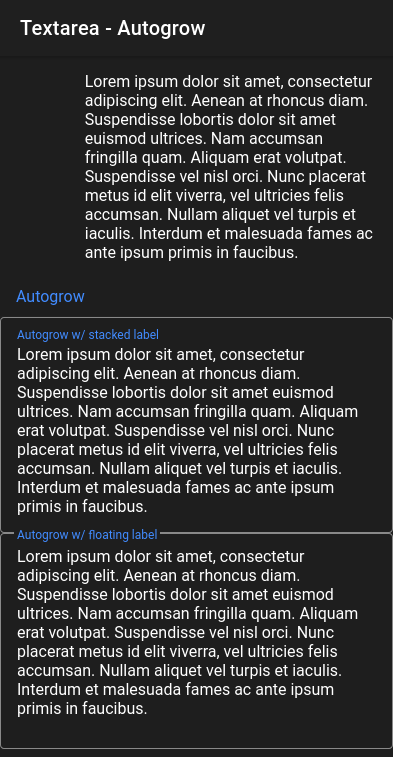 Textarea - Autogrow
Lorem ipsum dolor sit amet, consectetur
adipiscing elit. Aenean at rhoncus diam.
Suspendisse lobortis dolor sit amet
euismod ultrices. Nam accumsan
fringilla quam. Aliquam erat volutpat.
Suspendisse vel nisl orci. Nunc placerat
metus id elit viverra, vel ultricies felis
accumsan. Nullam aliquet vel turpis et
iaculis. Interdum et malesuada fames ac
ante ipsum primis in faucibus.
Autogrow
Autogrow w/ stacked label
Lorem ipsum dolor sit amet, consectetur
adipiscing elit. Aenean at rhoncus diam.
Suspendisse lobortis dolor sit amet euismod
ultrices. Nam accumsan fringilla quam. Aliquam
erat volutpat. Suspendisse vel nisl orci. Nunc
placerat metus id elit viverra, vel ultricies felis
accumsan. Nullam aliquet vel turpis et iaculis.
Interdum et malesuada fames ac ante ipsum
primis in faucibus.
Autogrow w/ floating label
Lorem ipsum dolor sit amet, consectetur
adipiscing elit. Aenean at rhoncus diam.
Suspendisse lobortis dolor sit amet euismod
ultrices. Nam accumsan fringilla quam. Aliquam
erat volutpat. Suspendisse vel nisl orci. Nunc
placerat metus id elit viverra, vel ultricies felis
accumsan. Nullam aliquet vel turpis et iaculis.
Interdum et malesuada fames ac ante ipsum
primis in faucibus.